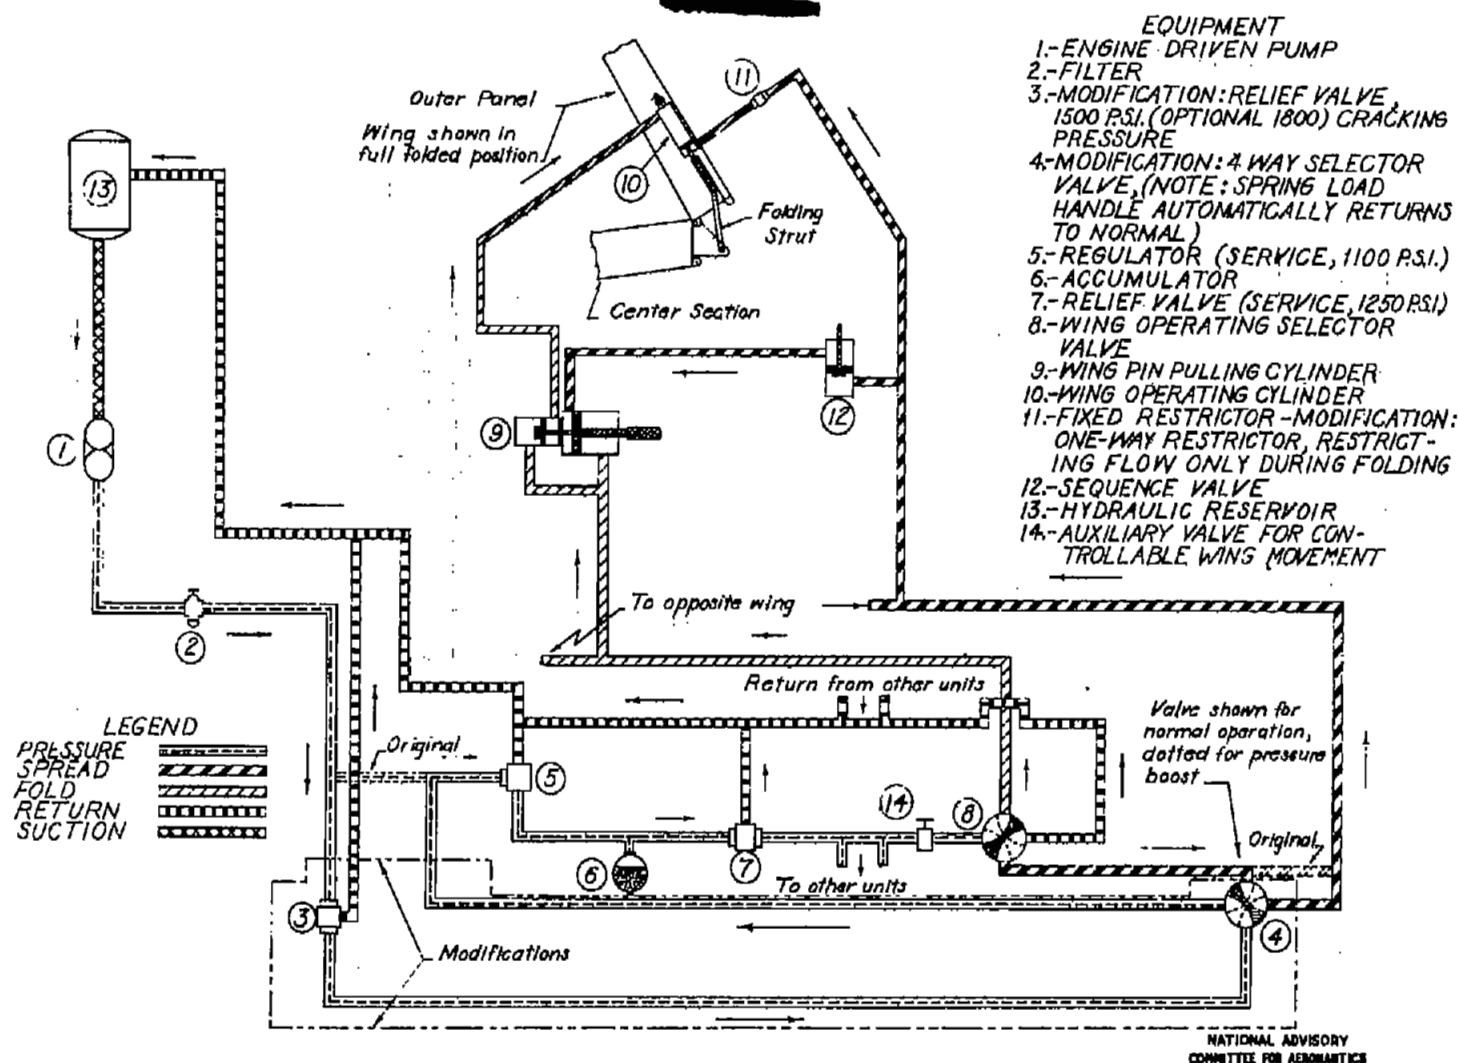 EQUIPMENT
1.-ENGINE DRIVEN PUMP
2.-FILTER
3.-MODIFICATION: RELIEF VALVE,
1500 P.S.I. (OPTIONAL 1800) CRACKING
PRESSURE
4.-MODIFICATION: 4 WAY SELECTOR
VALVE, (NOTE: SPRING LOAD
HANDLE AUTOMATICALLY RETURNS
TO NORMAL)
5.-REGULATOR (SERVICE, 1100 P.S.I.)
6.-ACCUMULATOR
7.-RELIEF VALVE (SERVICE, 1250 P.S.I.)
8.-WING OPERATING SELECTOR
VALVE
9.-WING PIN PULLING CYLINDER
10.-WING OPERATING CYLINDER
11.-FIXED RESTRICTOR-MODIFICATION:
ONE-WAY RESTRICTOR, RESTRICT-
ING FLOW ONLY DURING FOLDING
12.-SEQUENCE VALVE
13.-HYDRAULIC RESERVOIR
14.-AUXILIARY VALVE FOR CON-
TROLLABLE WING MOVEMENT
Outer Panel
Wing shown in
full folded position
11
10
13
Folding
Strut
Center Section
12
9
1
To opposite wing
2
Return from other units
Valve shown for
normal operation,
dotted for pressure
boost
LEGEND
PRESSURE
SPREAD
FOLD
RETURN
SUCTION
Original
5
14
8
Original
6
7
To other units
3
4
Modifications
NATIONAL ADVISORY
COMMITTEE FOR AERONAUTICS